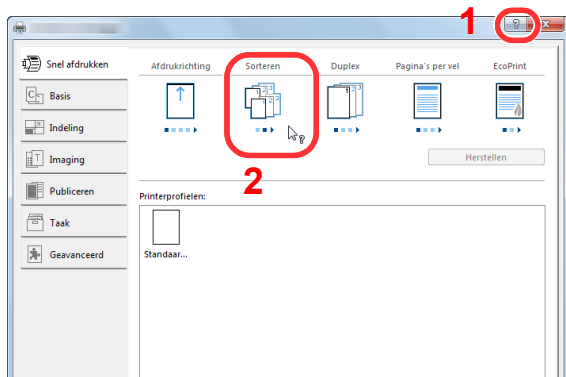 1
?
Snel afdrukken
Afdrukrichting Sorteren Duplex Pagina's per vel EcoPrint
Basis
Indeling
?
2
Herstellen
Imaging
Publiceren
Printerprofielen:
Taak
Geavanceerd
Standaar...